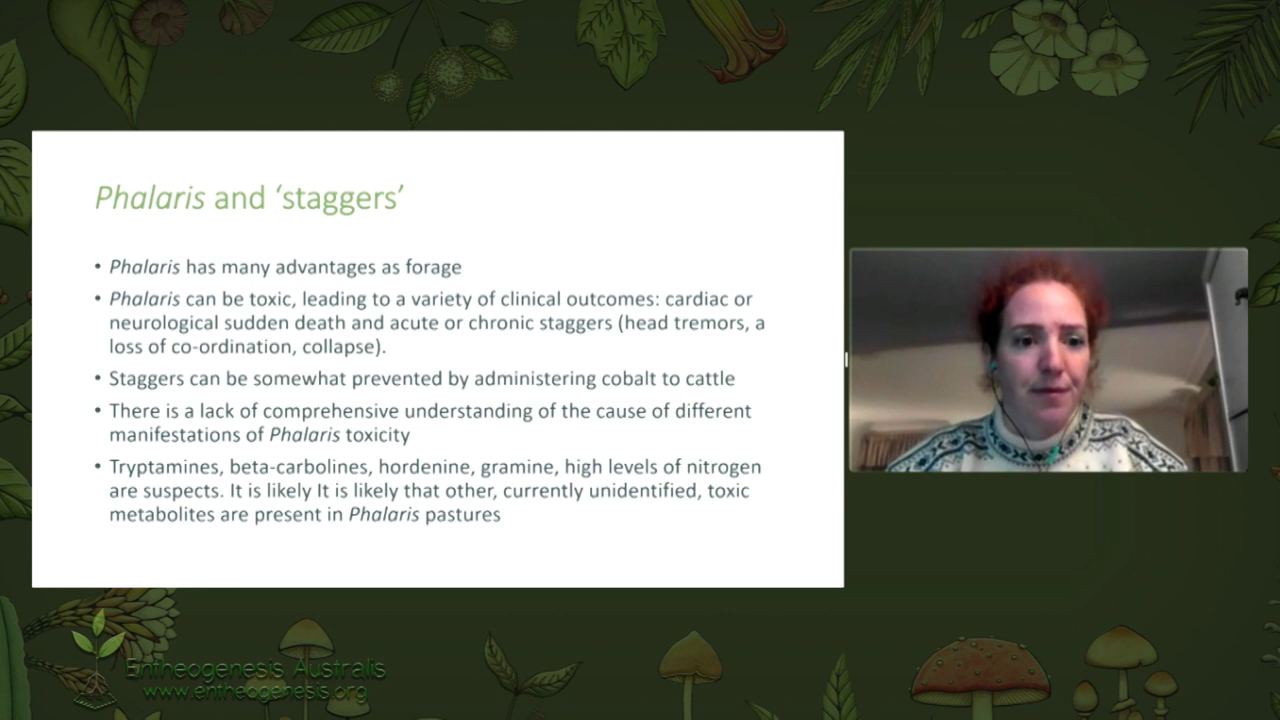 Phalaris and ‘staggers’
• Phalaris has many advantages as forage
• Phalaris can be toxic, leading to a variety of clinical outcomes: cardiac or
neurological sudden death and acute or chronic staggers (head tremors, a
loss of co-ordination, collapse).
• Staggers can be somewhat prevented by administering cobalt to cattle
• There is a lack of comprehensive understanding of the cause of different
manifestations of Phalaris toxicity
• Tryptamines, beta-carbolines, hordenine, gramine, high levels of nitrogen
are suspects. It is likely It is likely that other, currently unidentified, toxic
metabolites are present in Phalaris pastures
Entheogenesis Australis
www.entheogenesis.org